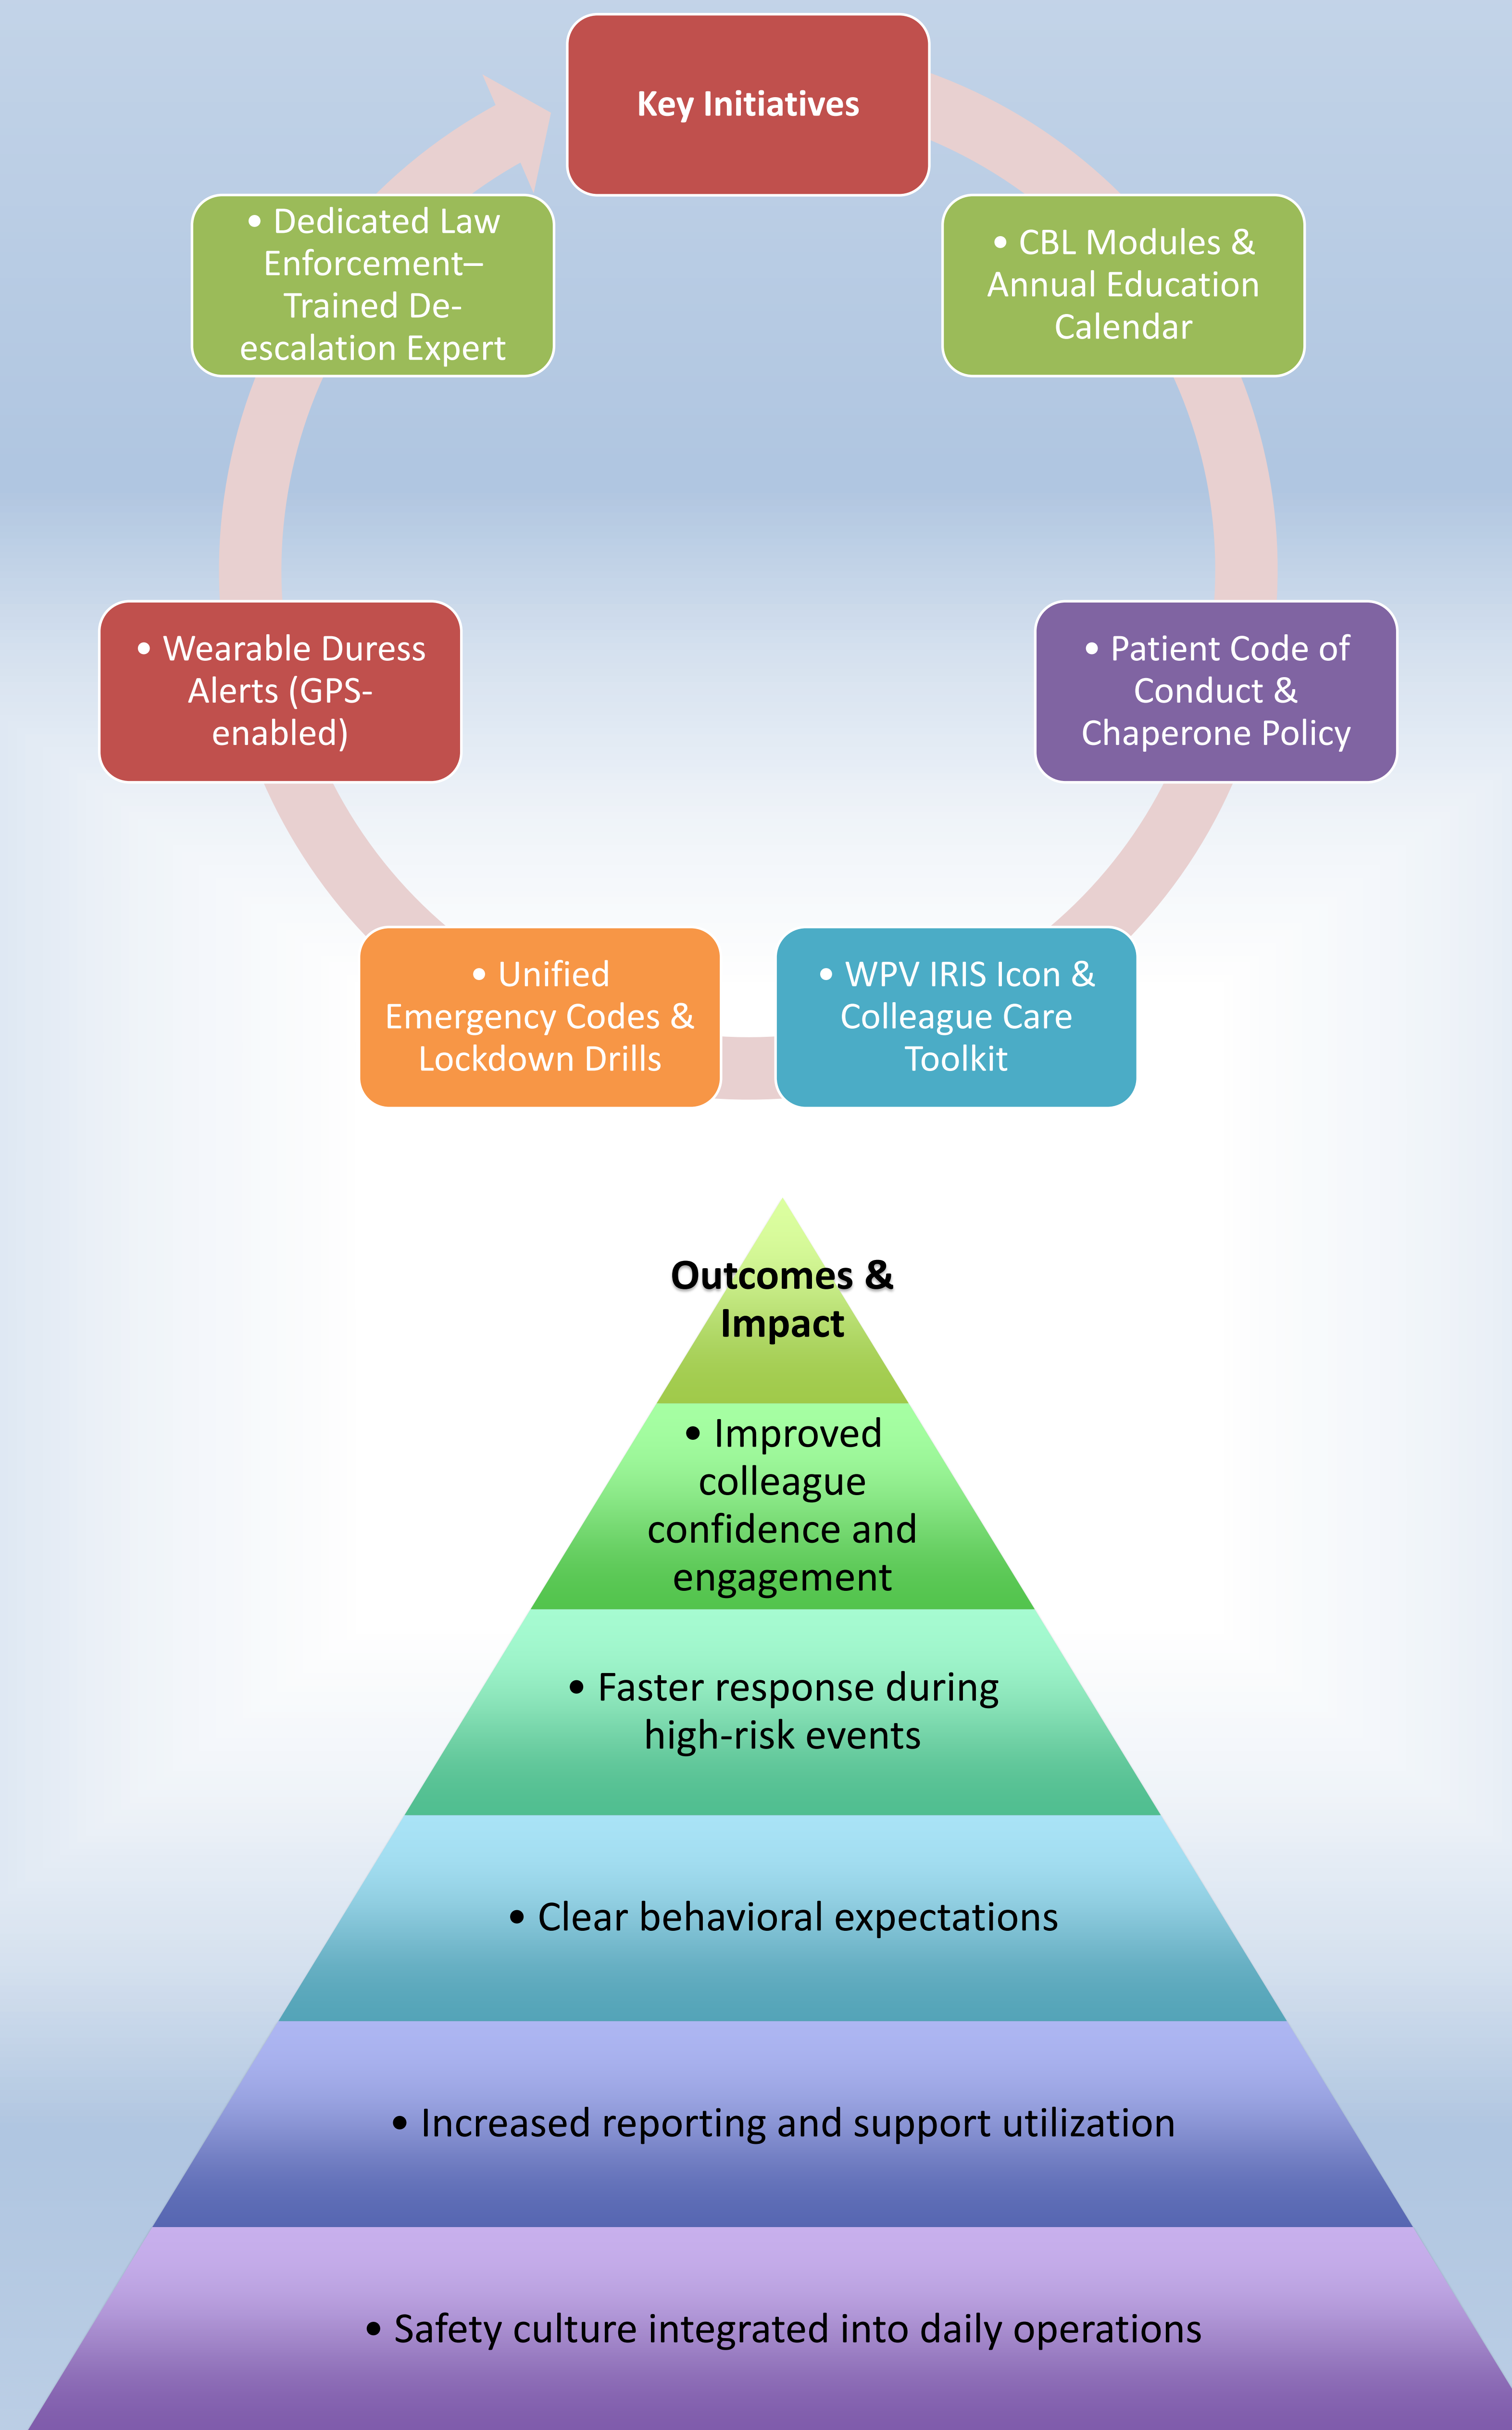 Key Initiatives
• CBL Modules &
Annual Education
Calendar
• Patient Code of
Conduct &
Chaperone Policy
• WPV IRIS Icon &
Colleague Care
Toolkit
• Unified
Emergency Codes &
Lockdown Drills
• Wearable Duress
Alerts (GPS-
enabled)
• Dedicated Law
Enforcement–
Trained De-
escalation Expert
Outcomes &
Impact
• Improved
colleague
confidence and
engagement
• Faster response during
high-risk events
• Clear behavioral expectations
• Increased reporting and support utilization
• Safety culture integrated into daily operations